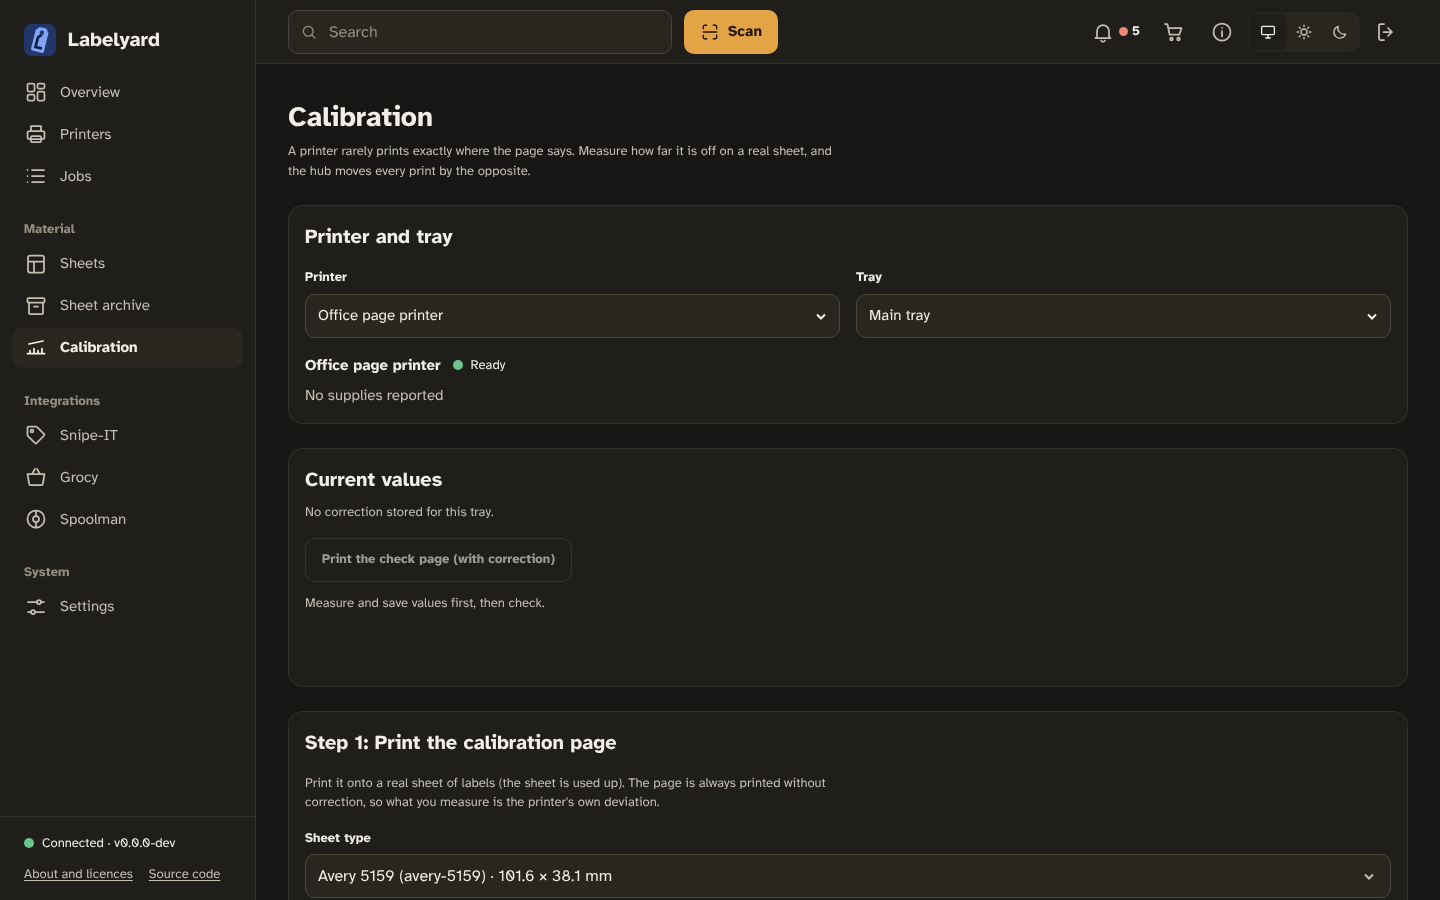 Labelyard
Search
Scan
5
Overview
Printers
Jobs
Material
Sheets
Sheet archive
Calibration
Integrations
Snipe-IT
Grocy
Spoolman
System
Settings
Connected · v0.0.0-dev
About and licences Source code
Calibration
A printer rarely prints exactly where the page says. Measure how far it is off on a real sheet, and
the hub moves every print by the opposite.
Printer and tray
Printer Tray
Office page printer Main tray
Office page printer Ready
No supplies reported
Current values
No correction stored for this tray.
Print the check page (with correction)
Measure and save values first, then check.
Step 1: Print the calibration page
Print it onto a real sheet of labels (the sheet is used up). The page is always printed without
correction, so what you measure is the printer's own deviation.
Sheet type
Avery 5159 (avery-5159) · 101.6 × 38.1 mm